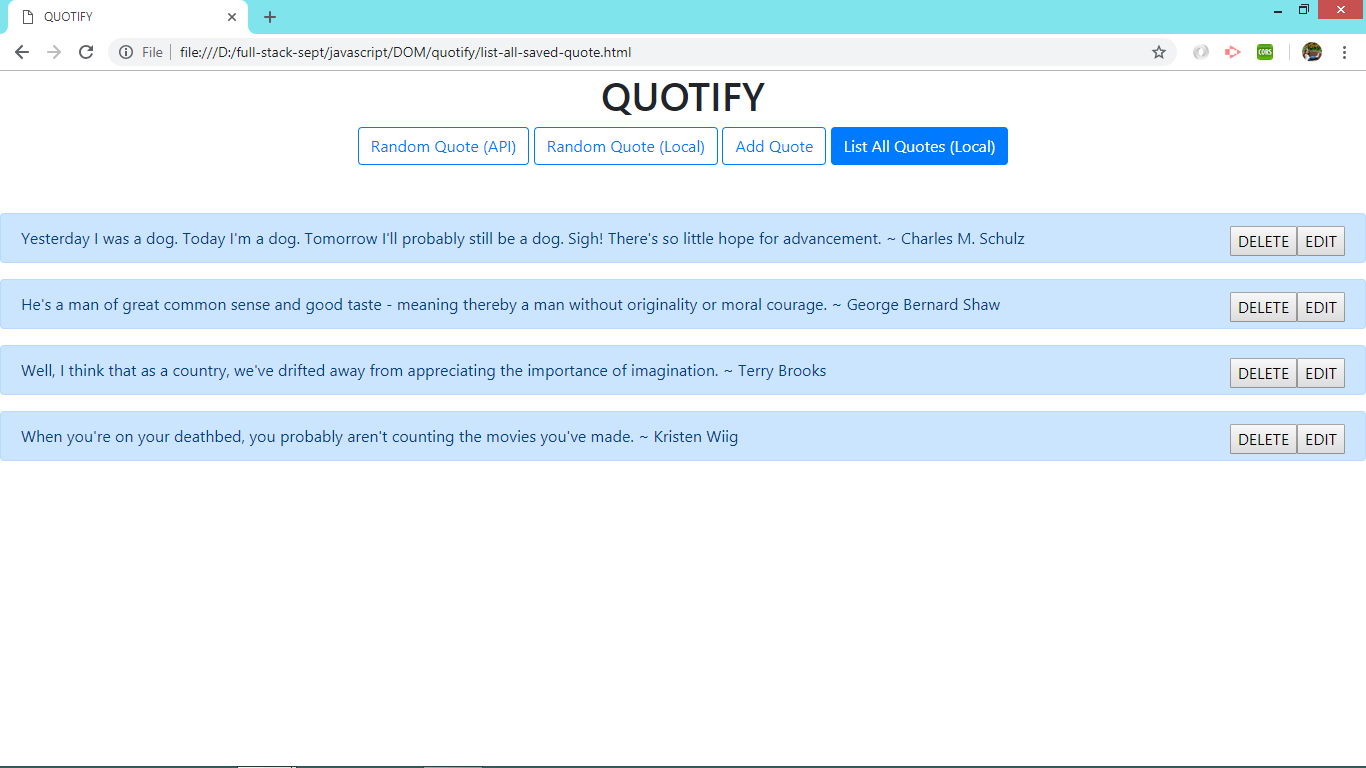 QUOTIFY
File file:///D:/full-stack-sept/javascript/DOM/quotify/list-all-saved-quote.html
CORS
QUOTIFY
Random Quote (API) Random Quote (Local) Add Quote List All Quotes (Local)
Yesterday I was a dog. Today I'm a dog. Tomorrow I'll probably still be a dog. Sigh! There's so little hope for advancement. ~ Charles M. Schulz DELETE EDIT
He's a man of great common sense and good taste - meaning thereby a man without originality or moral courage. ~ George Bernard Shaw DELETE EDIT
Well, I think that as a country, we've drifted away from appreciating the importance of imagination. ~ Terry Brooks DELETE EDIT
When you're on your deathbed, you probably aren't counting the movies you've made. ~ Kristen Wiig DELETE EDIT